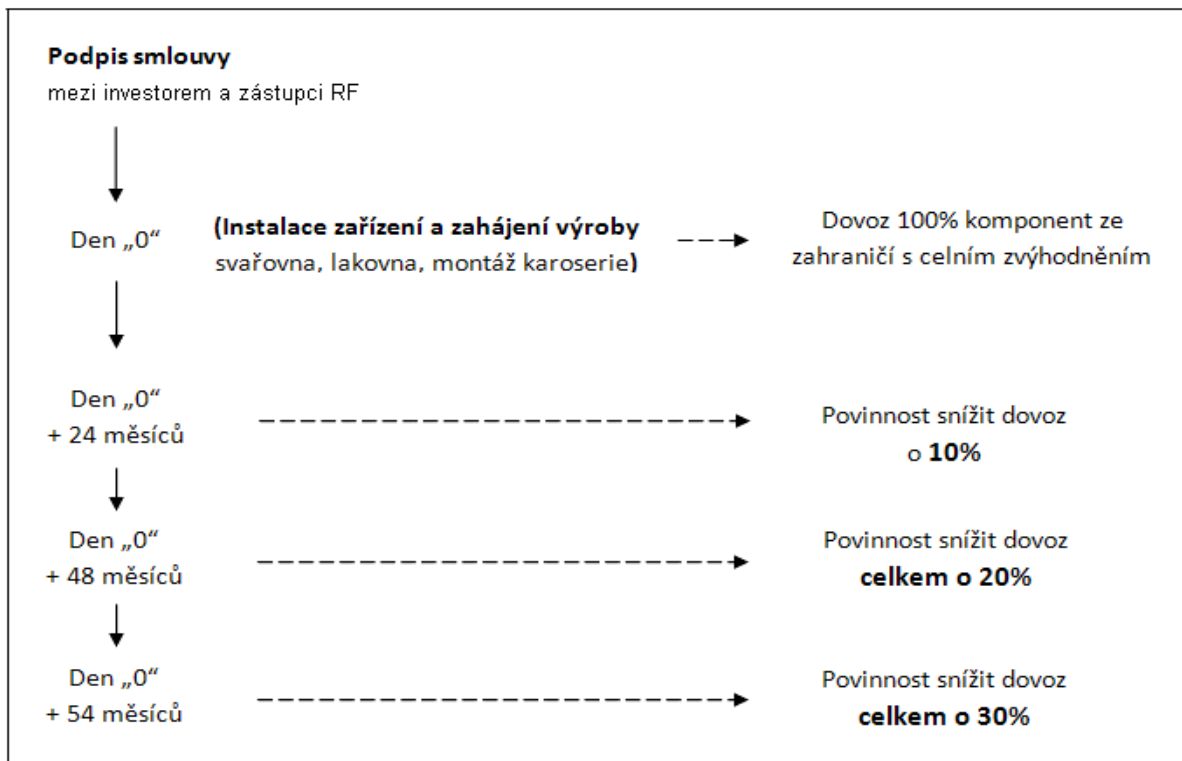 Podpis smlouvy
mezi investorem a zástupci RF
Den „0“
(Instalace zařízení a zahájení výroby
svařovna, lakovna, montáž karoserie)
Dovoz 100% komponent ze
zahraničí s celním zvýhodněním
Den „0“
+ 24 měsíců
Povinnost snížit dovoz
o 10%
Den „0“
+ 48 měsíců
Povinnost snížit dovoz
celkem o 20%
Den „0“
+ 54 měsíců
Povinnost snížit dovoz
celkem o 30%